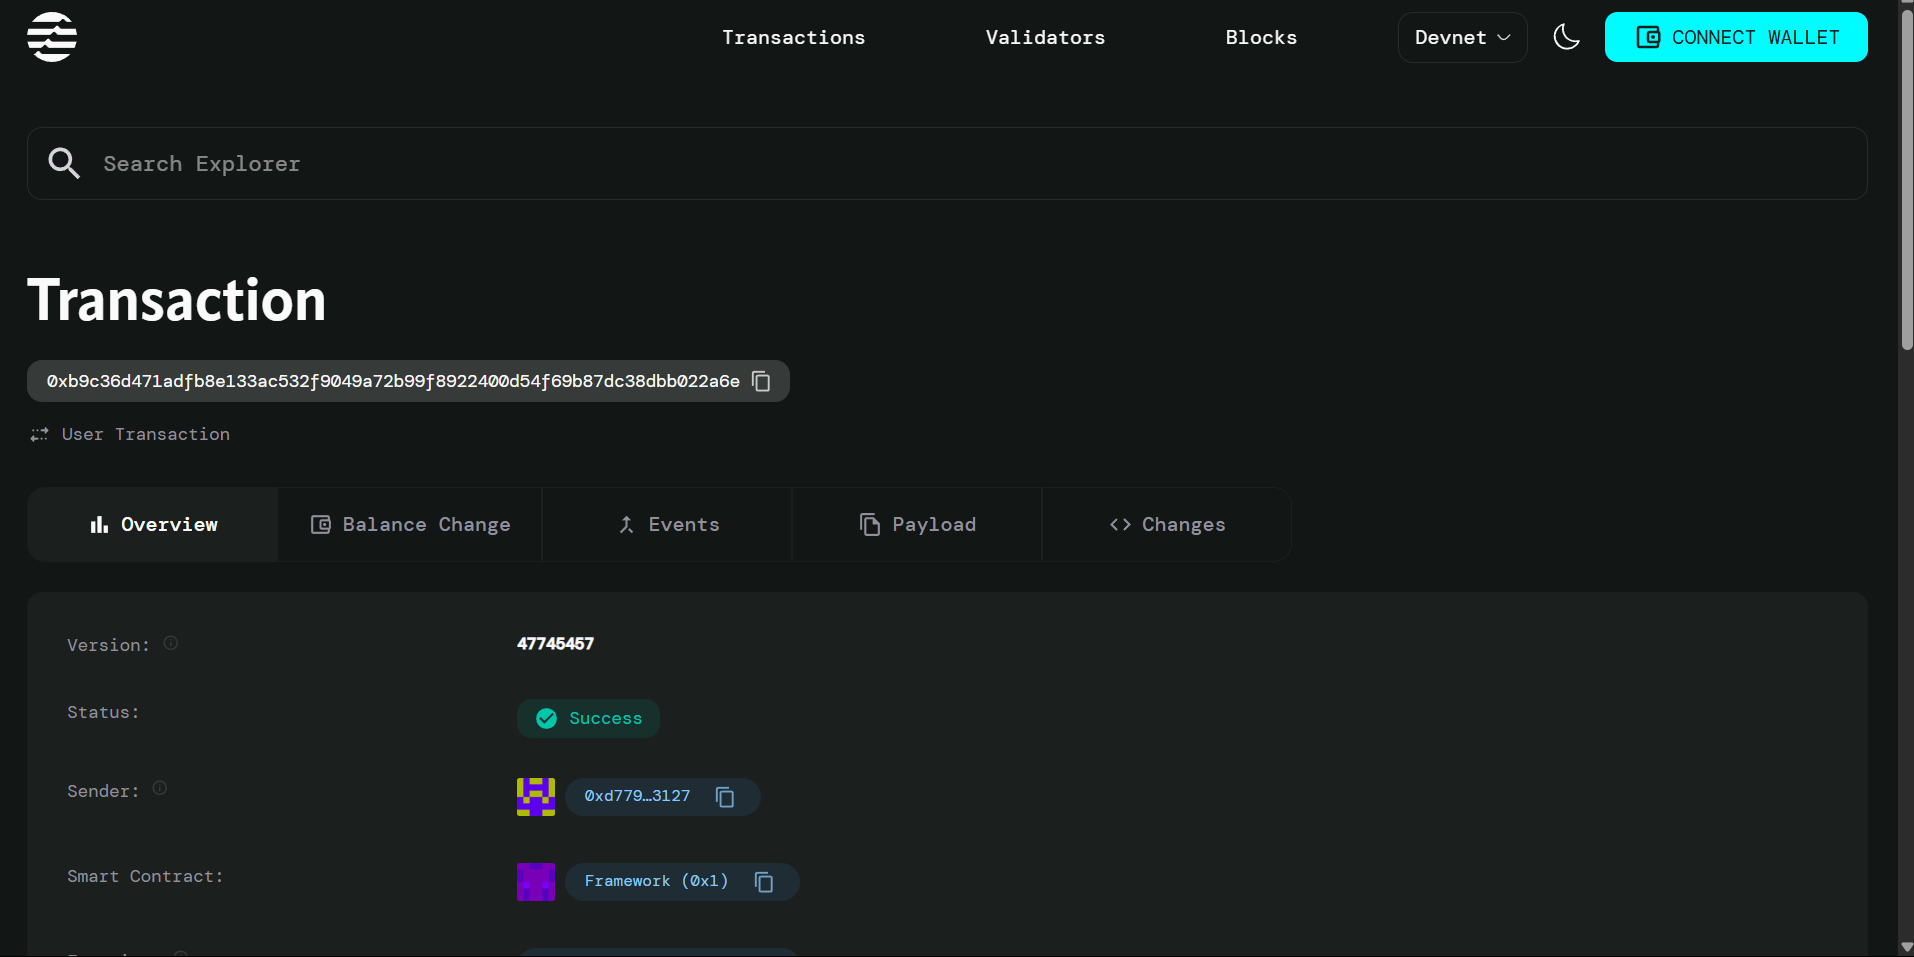 Transactions
Validators
Blocks
Devnet
CONNECT WALLET
Search Explorer
Transaction
0xb9c36d471adfb8e133ac532f9049a72b99f8922400d54f69b87dc38dbb022a6e
User Transaction
Overview
Balance Change
Events
Payload
Changes
Version:
47745457
Status:
Success
Sender:
0xd779…3127
Smart Contract:
Framework (0x1)